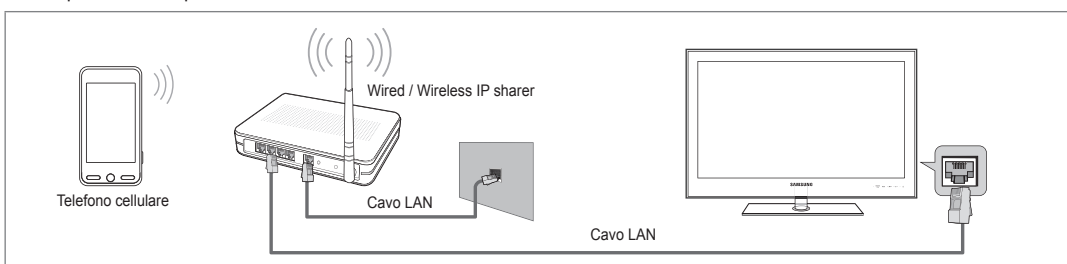 Wired / Wireless IP sharer
Telefono cellulare
Cavo LAN
SAMSUNG
Cavo LAN